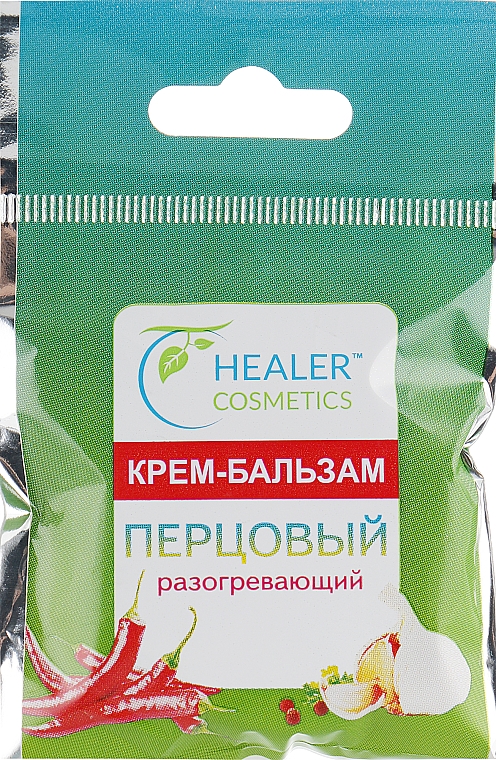 HEALER™
COSMETICS
КРЕМ-БАЛЬЗАМ
ПЕРЦОВЫЙ
разогревающий